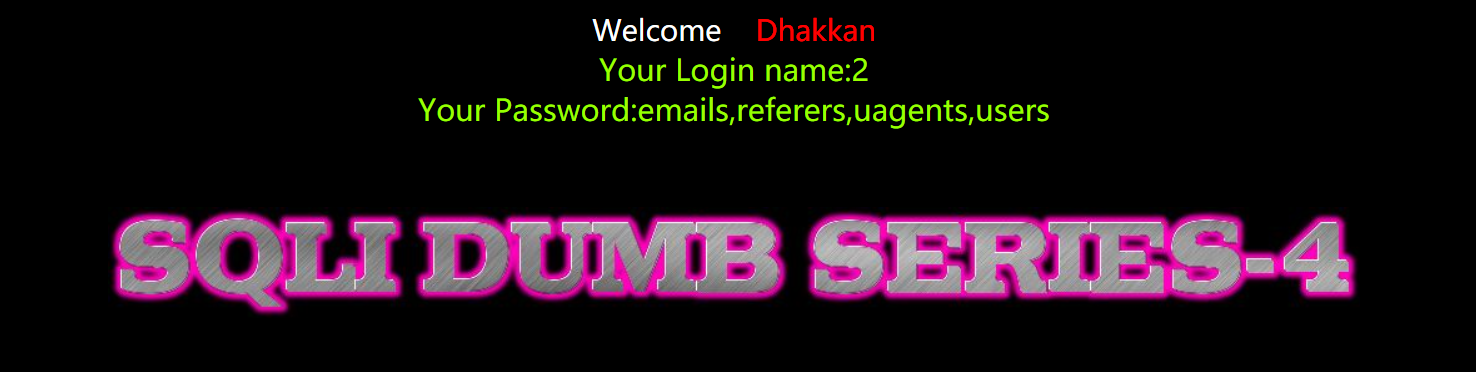 Welcome Dhakkan
Your Login name:2
Your Password:emails,referers,uagents,users
SQLI DUMB SERIES-4